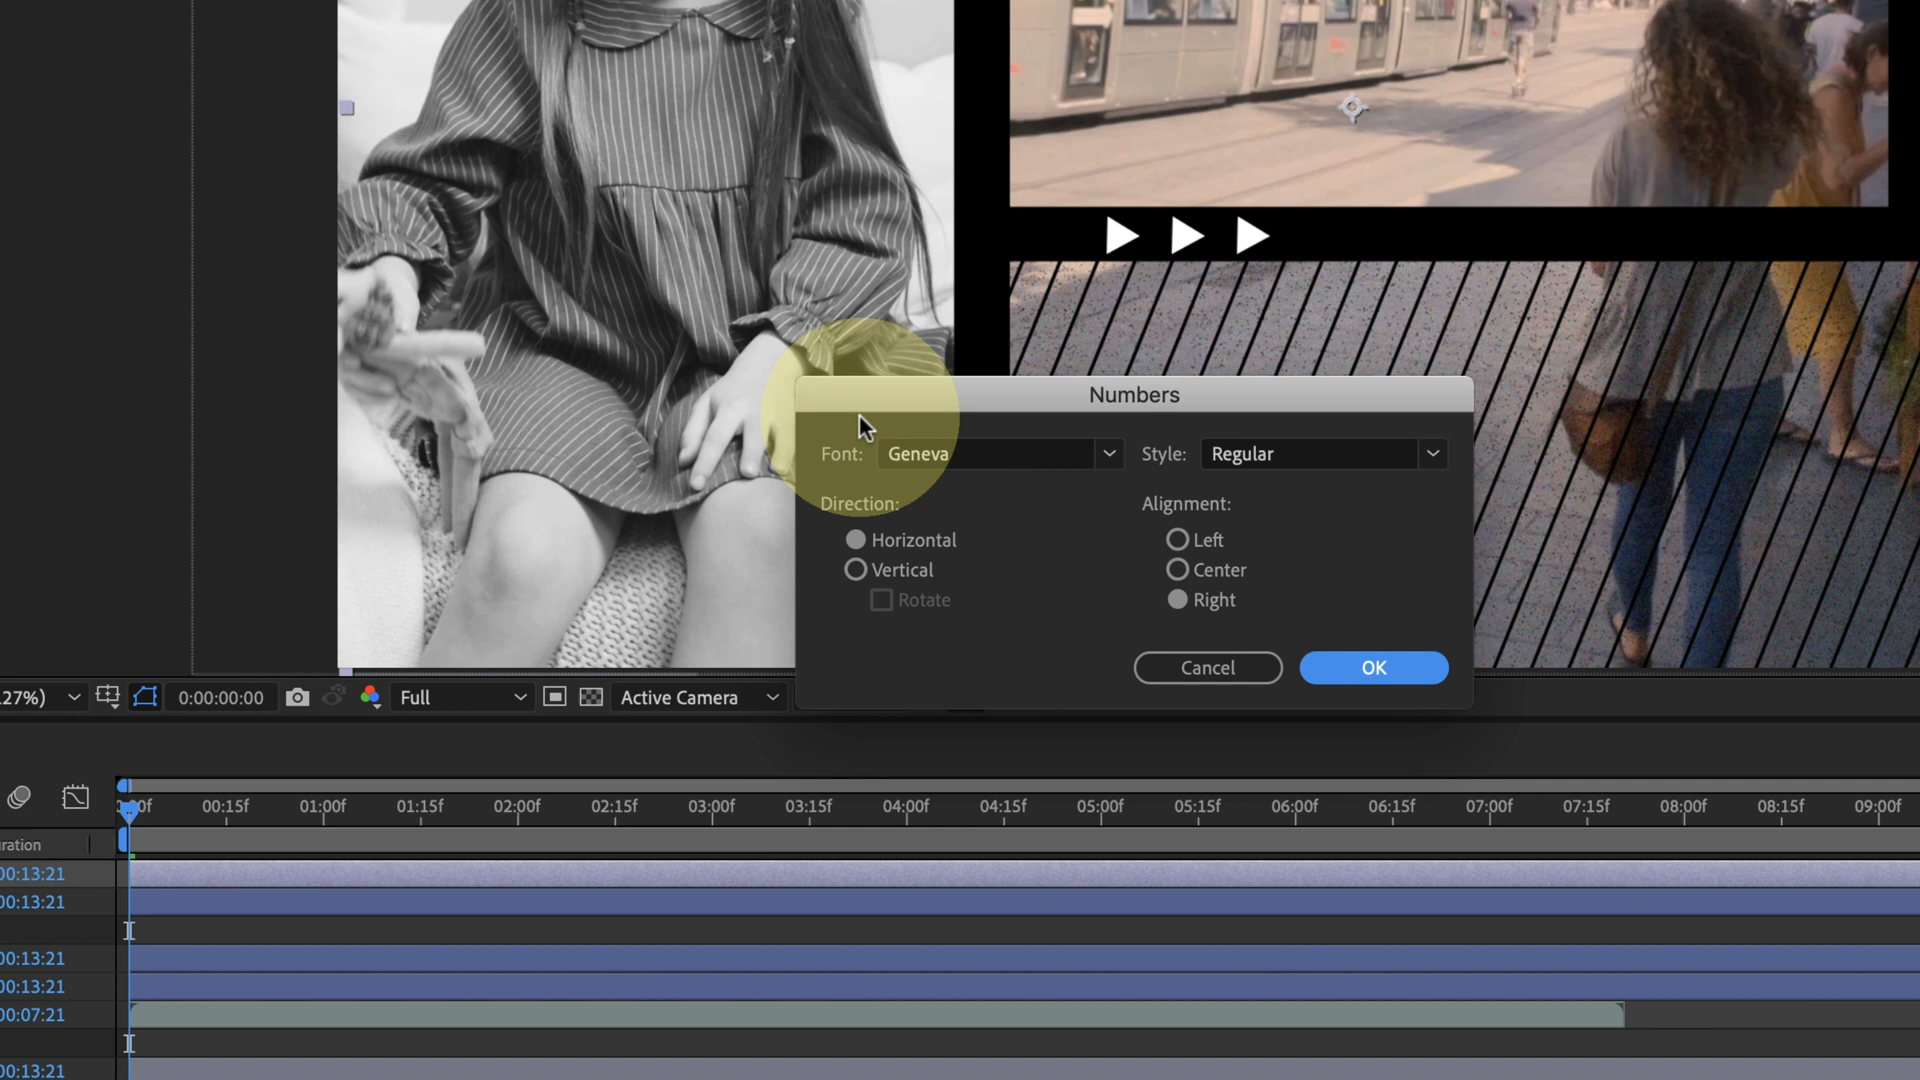 Numbers
Font: Geneva Style: Regular
Direction: Alignment:
Horizontal Left
Vertical Center
Rotate Right
Cancel OK
27%) 0:00:00:00 Full Active Camera
00:15f 01:00f 01:15f 02:00f 02:15f 03:00f 03:15f 04:00f 04:15f 05:00f 05:15f 06:00f 06:15f 07:00f 07:15f 08:00f 08:15f 09:00f
ration
00:13:21
00:13:21
00:13:21
00:13:21
00:07:21
00:13:21